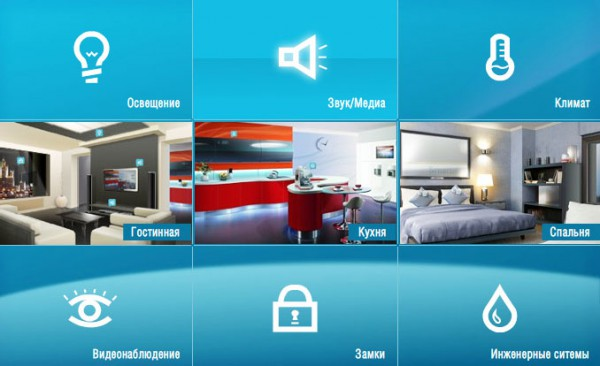 Освещение
Звук/Медиа
Климат
Гостинная
Кухня
Спальня
Видеонаблюдение
Замки
Инженерные ситемы